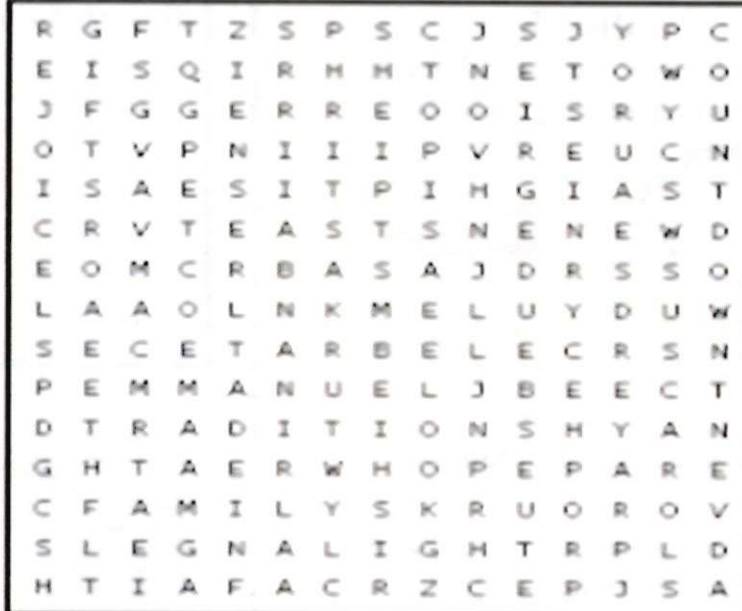 R G F T Z S P S C J S J Y P C
E I S Q I R H H T N E T O W O
J F G G E R R E O O I S R Y U
O T V P N I I I P V R E U C N
I S A E S I T P I H G I A S T
C R V T E A S T S N E N E W D
E O M C R B A S A J D R S S O
L A A O L N K M E L U Y D U W
S E C E T A R B E L E C R S N
P E M M A N U E L J B E E C T
D T R A D I T I O N S H Y A N
G H T A E R W H O P E P A R E
C F A M I L Y S K R U O R O V
S L E G N A L I G H T R P L D
H T I A F A C R Z C E P J S A